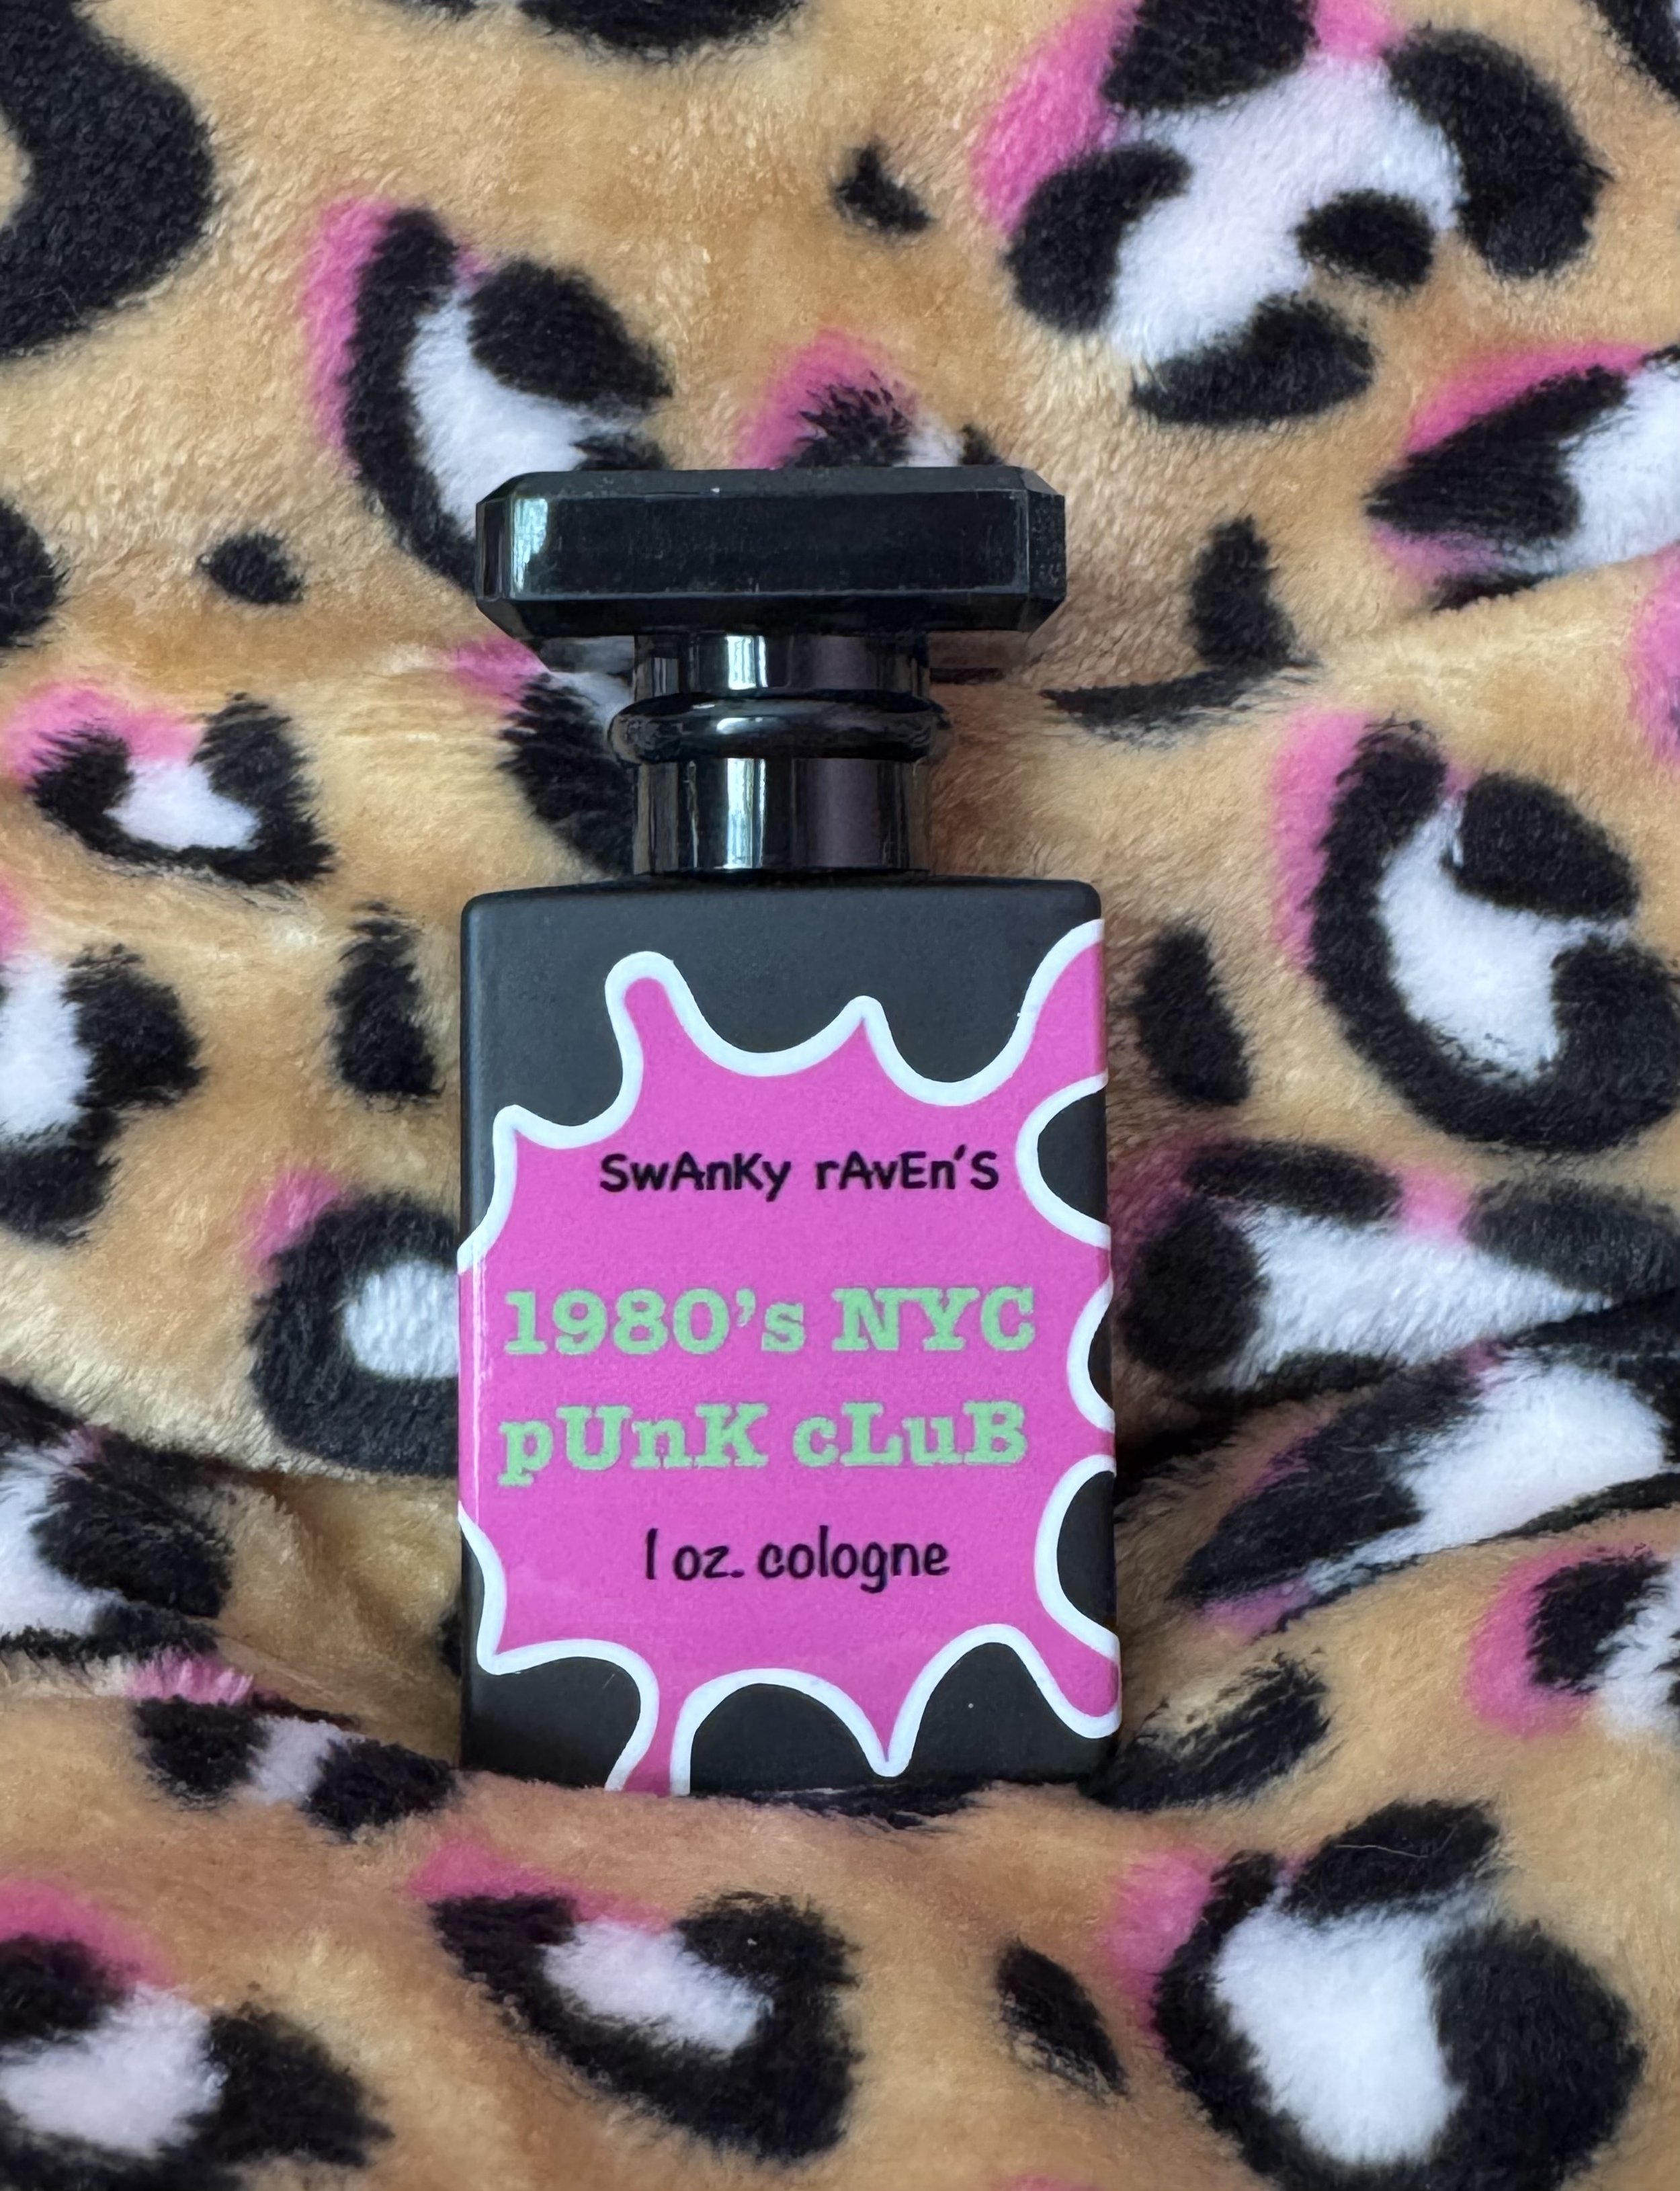 SwAnKy rAvEn'S
1980's NYC
pUnK cLuB
1 oz. cologne